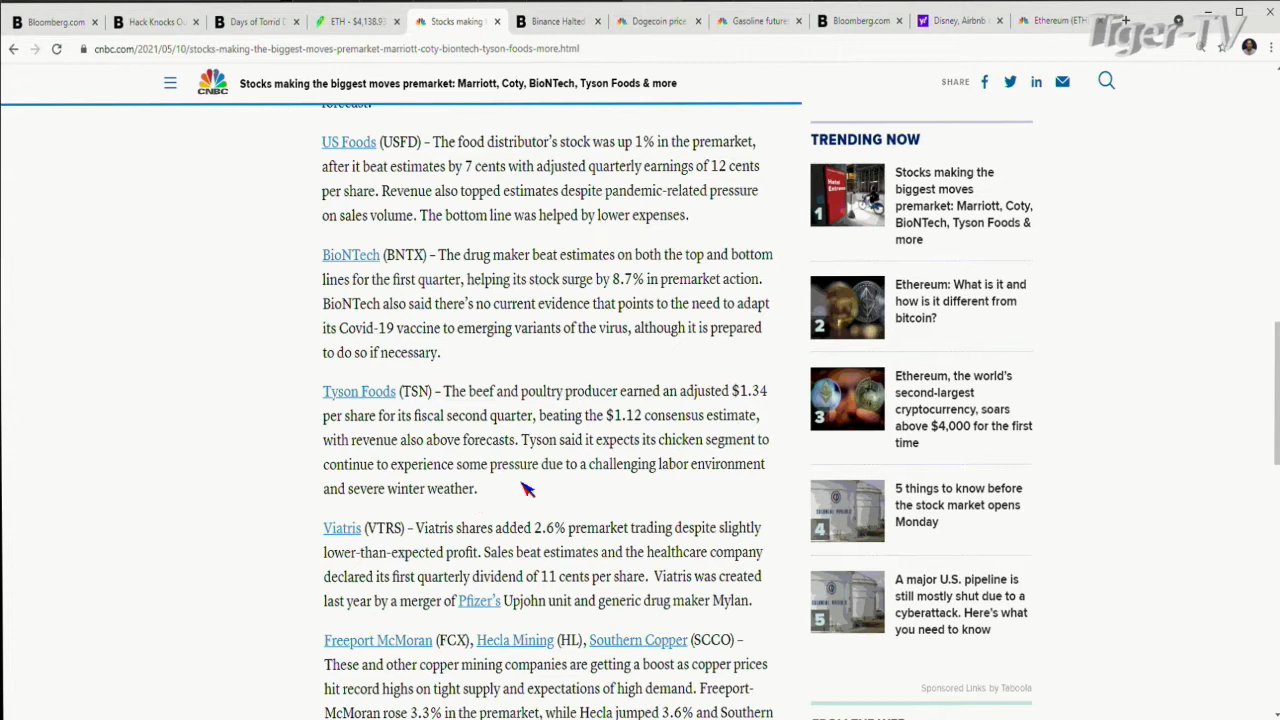 Bloomberg.com
Hack Knocks O
Days of Torrid D
ETH - $4,138.93
Stocks making
Binance Halted
Dogecoin price
Gasoline future
Bloomberg.com
Disney, Airbnb
Ethereum (ETH
Tiger-TV
cnbc.com/2021/05/10/stocks-making-the-biggest-moves-premarket-marriott-coty-biontech-tyson-foods-more.html
CNBC
Stocks making the biggest moves premarket: Marriott, Coty, BioNTech, Tyson Foods & more
SHARE
forecast.
US Foods (USFD) – The food distributor's stock was up 1% in the premarket,
after it beat estimates by 7 cents with adjusted quarterly earnings of 12 cents
per share. Revenue also topped estimates despite pandemic-related pressure
on sales volume. The bottom line was helped by lower expenses.
BioNTech (BNTX) – The drug maker beat estimates on both the top and bottom
lines for the first quarter, helping its stock surge by 8.7% in premarket action.
BioNTech also said there's no current evidence that points to the need to adapt
its Covid-19 vaccine to emerging variants of the virus, although it is prepared
to do so if necessary.
Tyson Foods (TSN) – The beef and poultry producer earned an adjusted $1.34
per share for its fiscal second quarter, beating the $1.12 consensus estimate,
with revenue also above forecasts. Tyson said it expects its chicken segment to
continue to experience some pressure due to a challenging labor environment
and severe winter weather.
Viatris (VTRS) – Viatris shares added 2.6% premarket trading despite slightly
lower-than-expected profit. Sales beat estimates and the healthcare company
declared its first quarterly dividend of 11 cents per share. Viatris was created
last year by a merger of Pfizer's Upjohn unit and generic drug maker Mylan.
Freeport McMoran (FCX), Hecla Mining (HL), Southern Copper (SCCO) –
These and other copper mining companies are getting a boost as copper prices
hit record highs on tight supply and expectations of high demand. Freeport-
McMoran rose 3.3% in the premarket, while Hecla jumped 3.6% and Southern
TRENDING NOW
1
Stocks making the
biggest moves
premarket: Marriott, Coty,
BioNTech, Tyson Foods &
more
2
Ethereum: What is it and
how is it different from
bitcoin?
3
Ethereum, the world's
second-largest
cryptocurrency, soars
above $4,000 for the first
time
4
5 things to know before
the stock market opens
Monday
5
A major U.S. pipeline is
still mostly shut due to a
cyberattack. Here's what
you need to know
Sponsored Links by Taboola